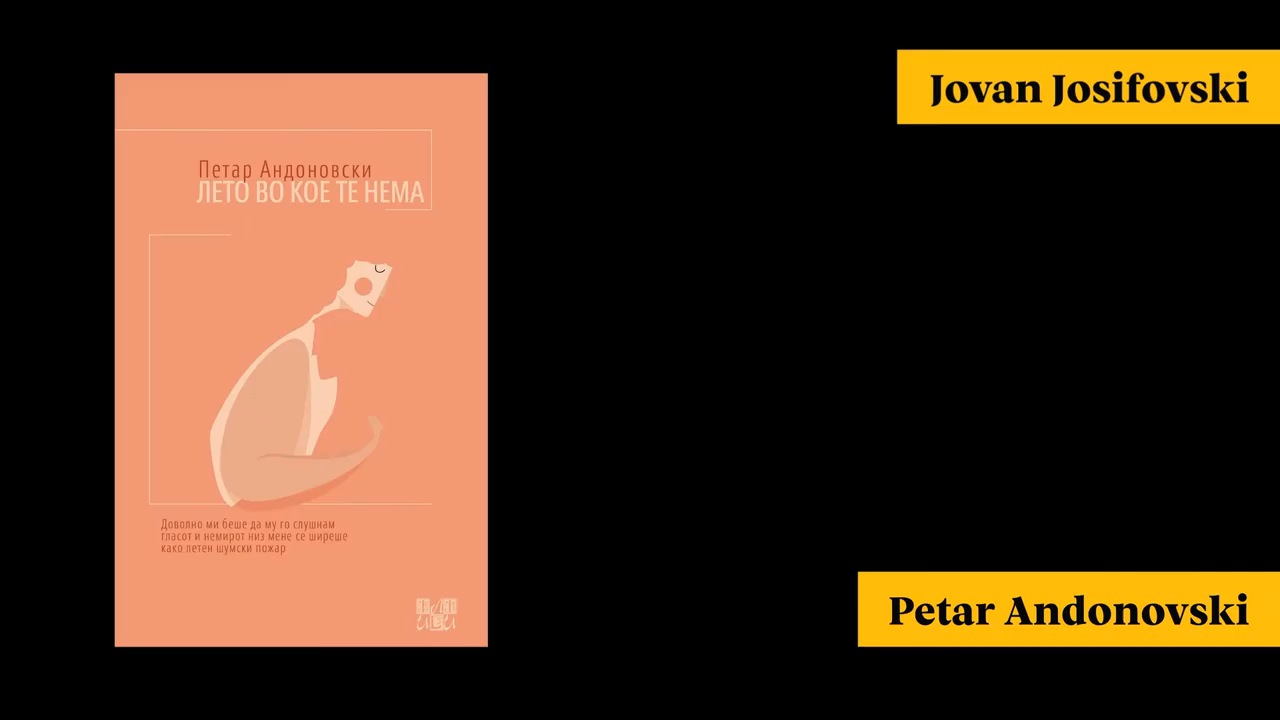 Jovan Josifovski
Петар Андоновски
ЛЕТО ВО КОЕ ТЕ НЕМА
Доволно ми беше да му го слушнам
гласот и немирот низ мене се ширеше
како летен шумски пожар
Petar Andonovski